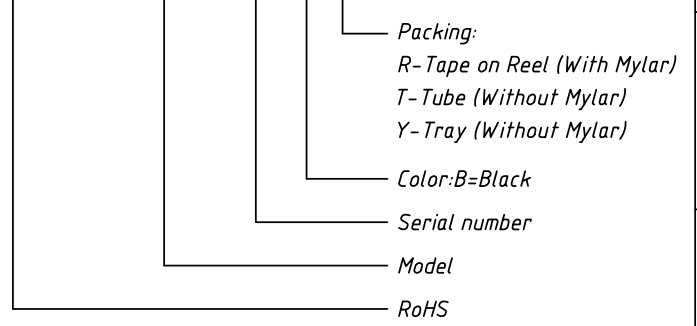 Packing:
R-Tape on Reel (With Mylar)
T-Tube (Without Mylar)
Y-Tray (Without Mylar)
Color:B=Black
Serial number
Model
RoHS